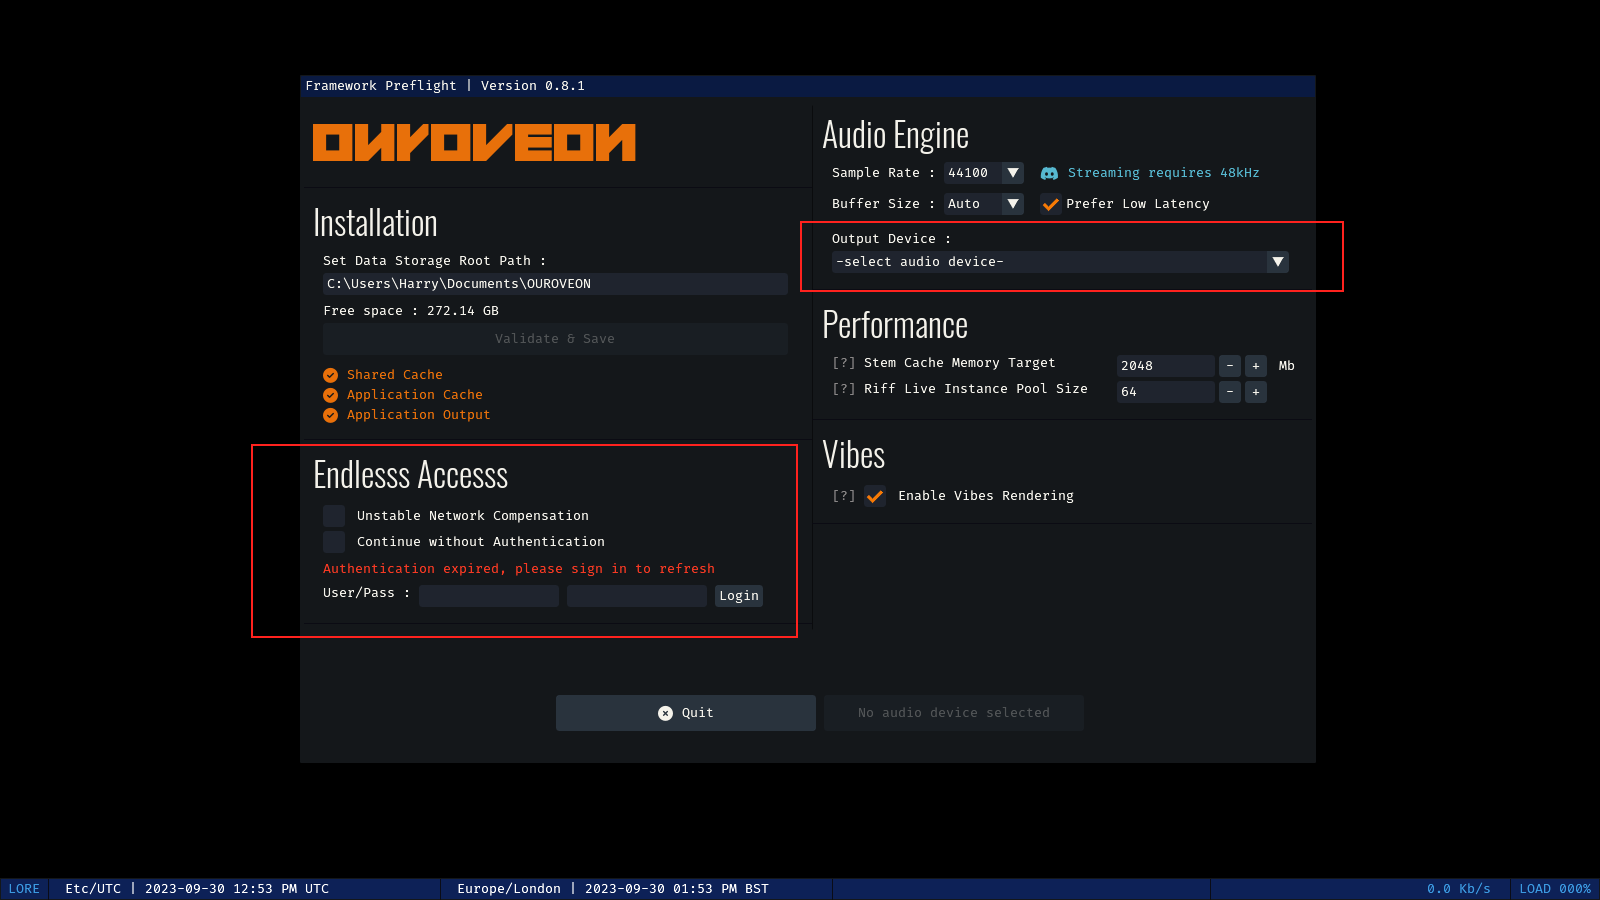 Framework Preflight | Version 0.8.1
OUROVEON
Installation
Set Data Storage Root Path :
C:\Users\Harry\Documents\OUROVEON
Free space : 272.14 GB
Validate & Save
Shared Cache
Application Cache
Application Output
Endlesss Accesss
Unstable Network Compensation
Continue without Authentication
Authentication expired, please sign in to refresh
User/Pass :
Login
Audio Engine
Sample Rate : 44100 Streaming requires 48kHz
Buffer Size : Auto Prefer Low Latency
Output Device :
-select audio device-
Performance
[?] Stem Cache Memory Target 2048 - + Mb
[?] Riff Live Instance Pool Size 64 - +
Vibes
[?] Enable Vibes Rendering
Quit
No audio device selected
LORE Etc/UTC | 2023-09-30 12:53 PM UTC Europe/London | 2023-09-30 01:53 PM BST 0.0 Kb/s LOAD 000%